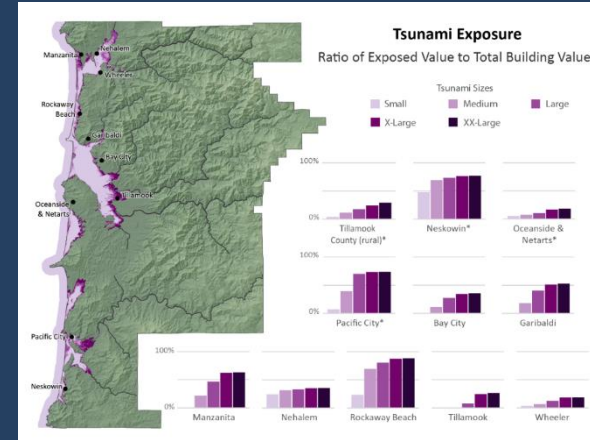 Tsunami Exposure
Ratio of Exposed Value to Total Building Value
Tsunami Sizes
Small
Medium
Large
X-Large
XX-Large
Manzanita
Nehalem
Wheeler
Rockaway
Beach
Garibaldi
Bay City
Tillamook
Oceanside
& Netarts
Pacific City
Neskowin
100%
0%
Tillamook
County (rural)*
Neskowin*
Oceanside &
Netarts*
100%
0%
Pacific City*
Bay City
Garibaldi
100%
0%
Manzanita
Nehalem
Rockaway Beach
Tillamook
Wheeler